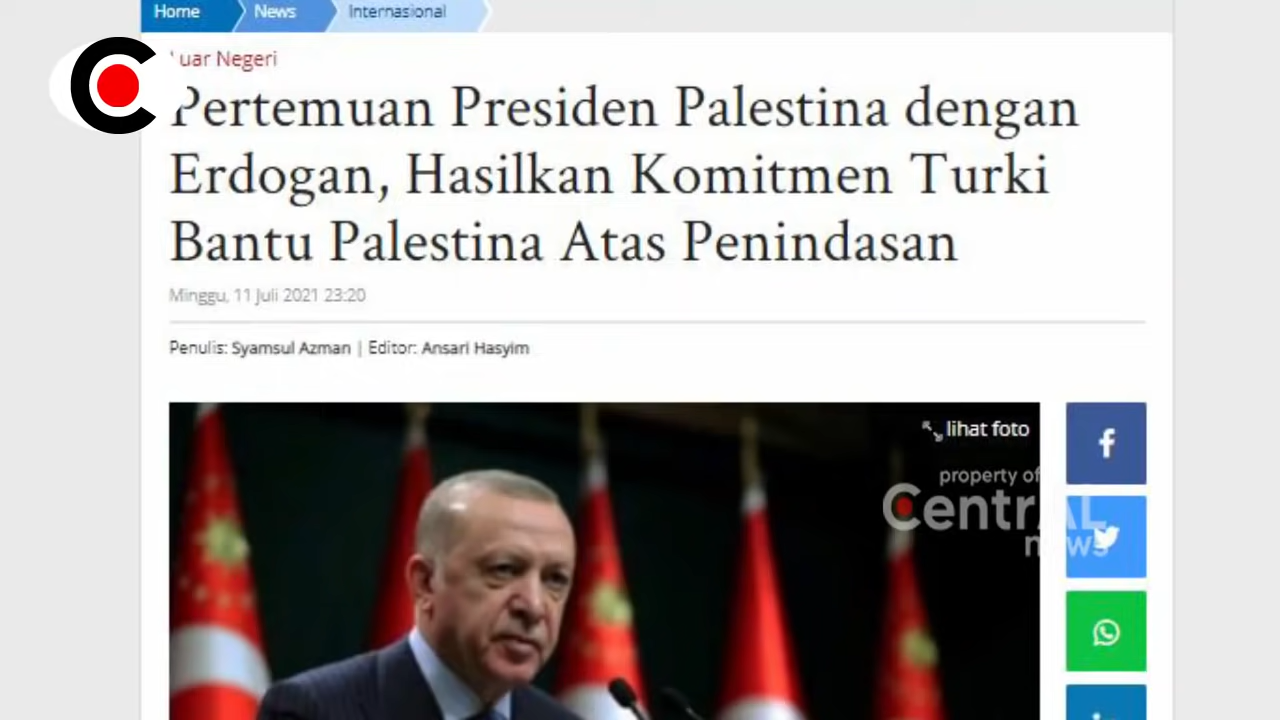 Home News Internasional
Luar Negeri
Pertemuan Presiden Palestina dengan
Erdogan, Hasilkan Komitmen Turki
Bantu Palestina Atas Penindasan
Minggu, 11 Juli 2021 23:20
Penulis: Syamsul Azman | Editor: Ansari Hasyim
lihat foto
property of
CentrAL
news